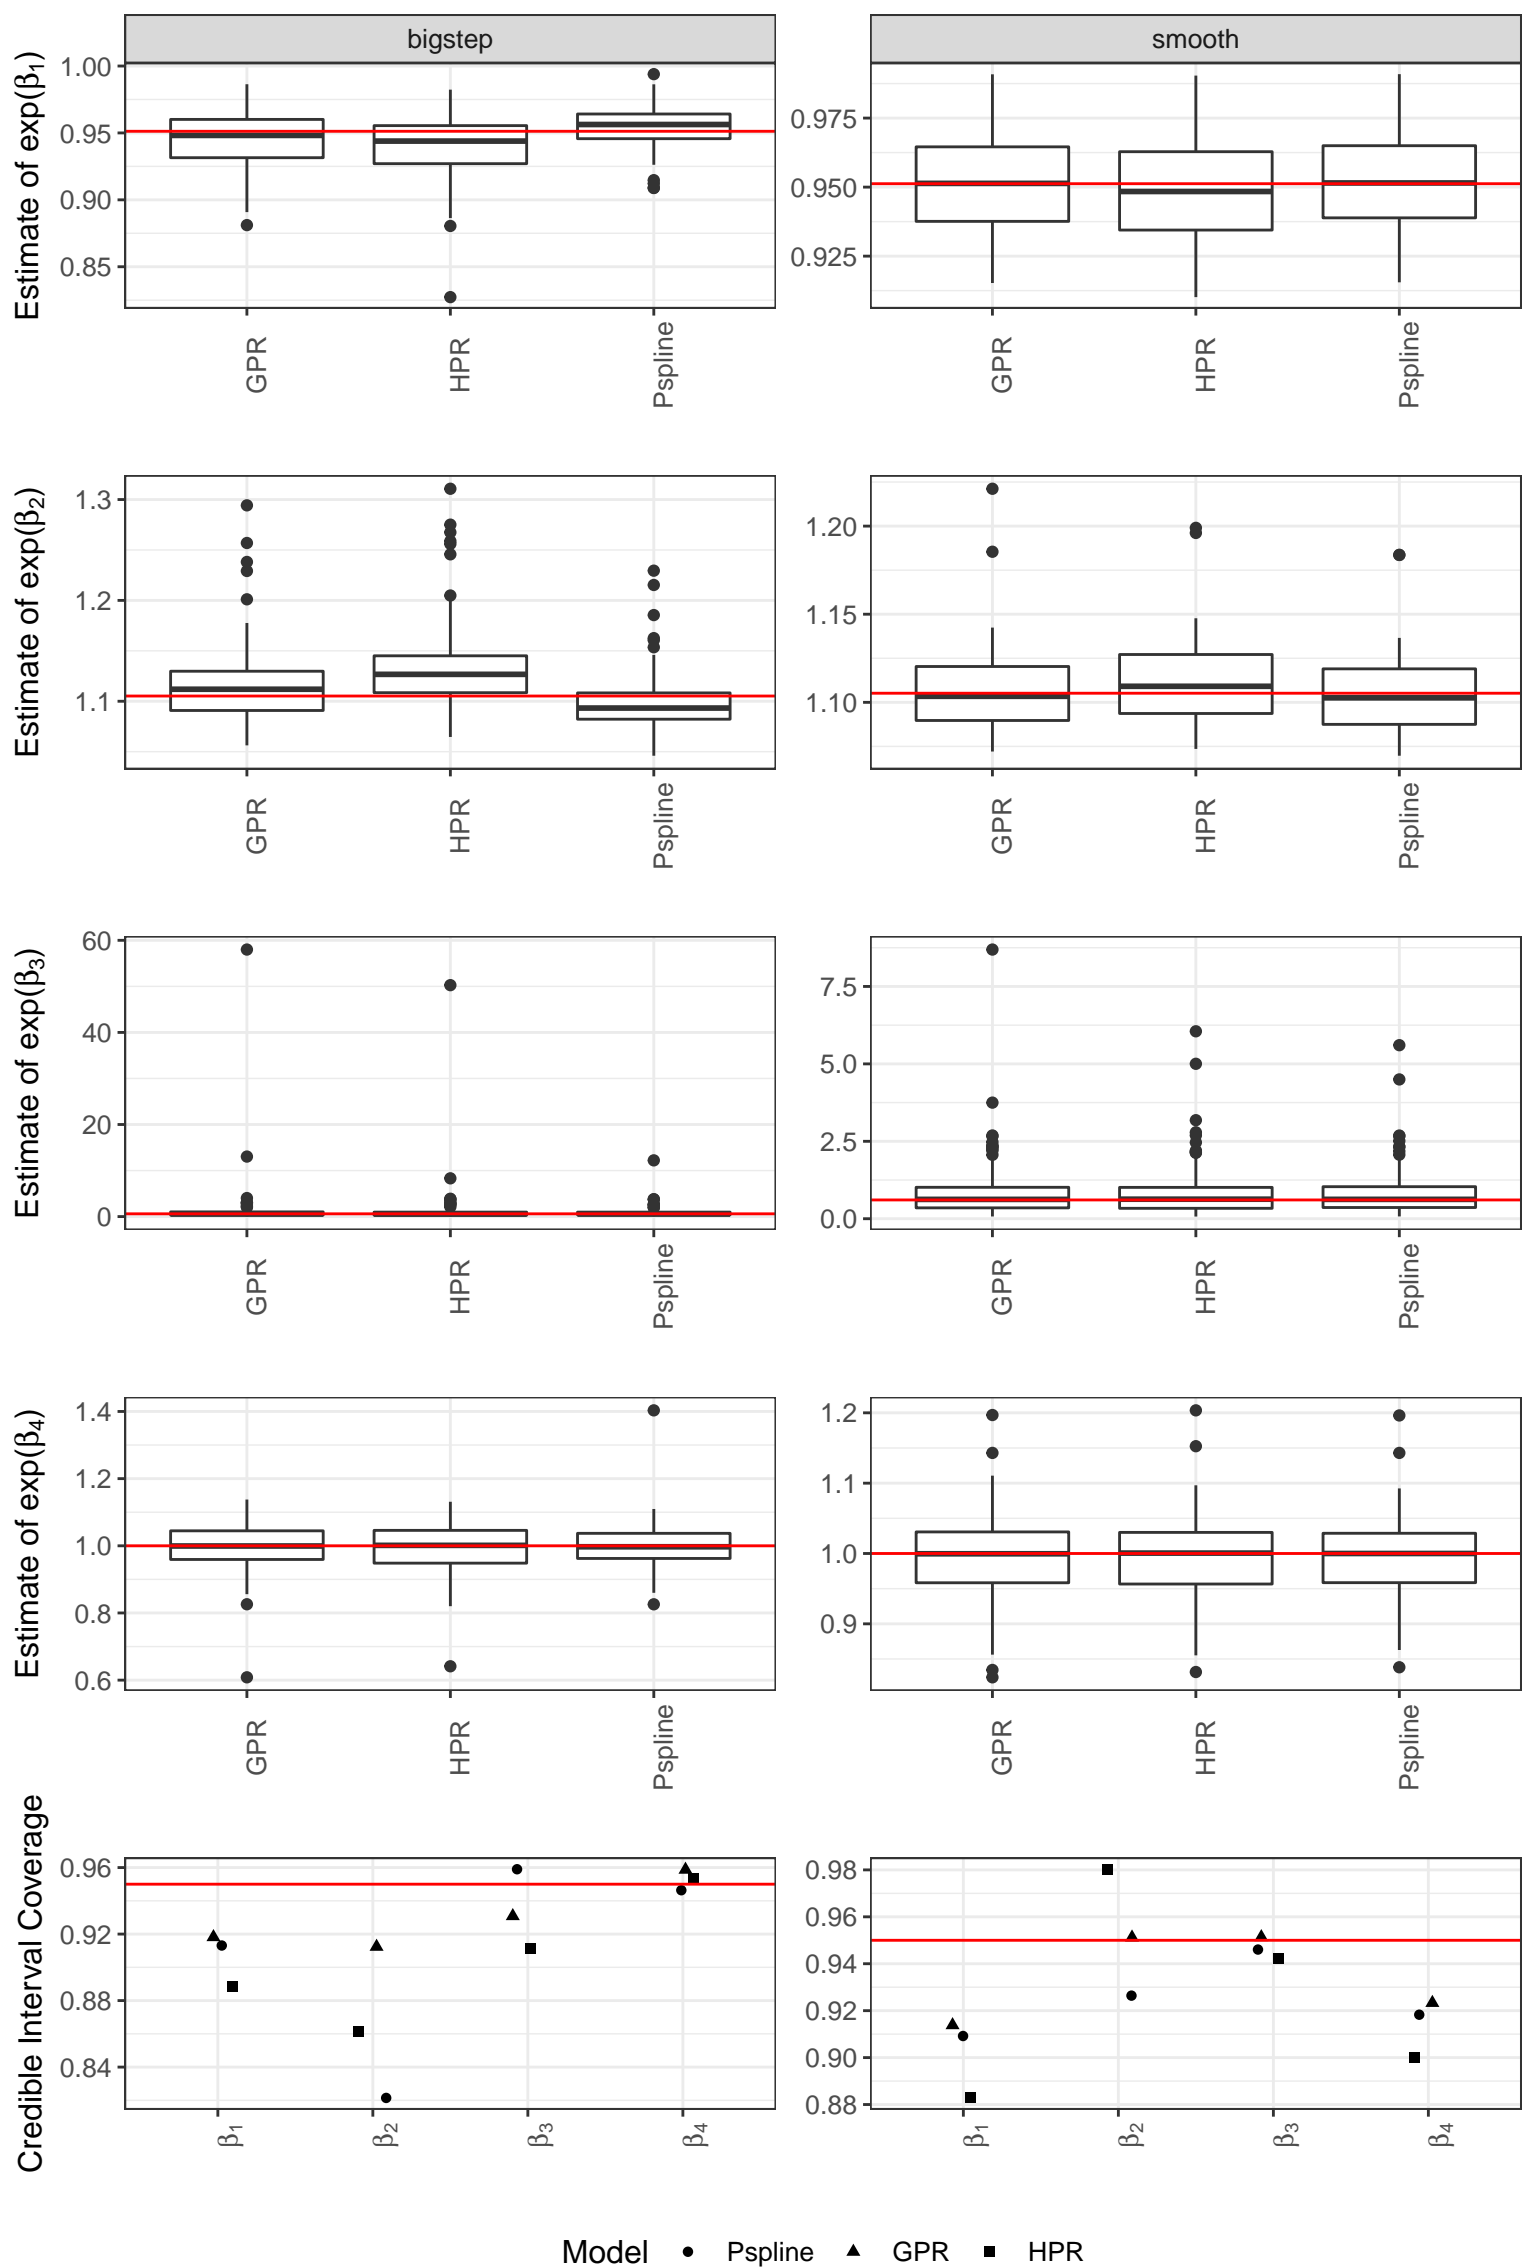 bigstep
smooth
Estimate of exp(β₁)
1.00
0.95
0.90
0.85
0.975
0.950
0.925
GPR
HPR
Pspline
GPR
HPR
Pspline
Estimate of exp(β₂)
1.3
1.2
1.1
1.20
1.15
1.10
GPR
HPR
Pspline
GPR
HPR
Pspline
Estimate of exp(β₃)
60
40
20
0
7.5
5.0
2.5
0.0
GPR
HPR
Pspline
GPR
HPR
Pspline
Estimate of exp(β₄)
1.4
1.2
1.0
0.8
0.6
1.2
1.1
1.0
0.9
GPR
HPR
Pspline
GPR
HPR
Pspline
Credible Interval Coverage
0.96
0.92
0.88
0.84
0.98
0.96
0.94
0.92
0.90
0.88
β₁
β₂
β₃
β₄
β₁
β₂
β₃
β₄
Model Pspline GPR HPR